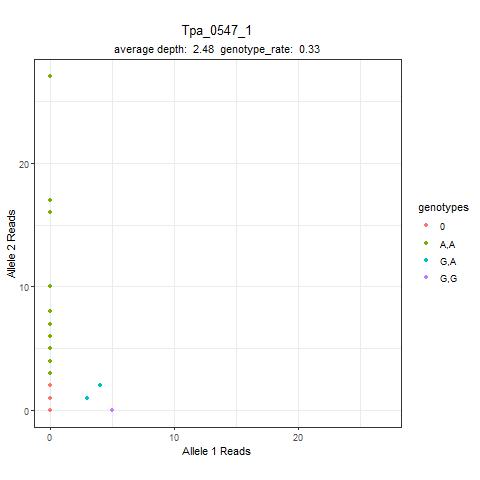 Tpa_0547_1
average depth: 2.48 genotype_rate: 0.33
20
10
0
Allele 2 Reads
0 10 20
Allele 1 Reads
genotypes
0
A,A
G,A
G,G